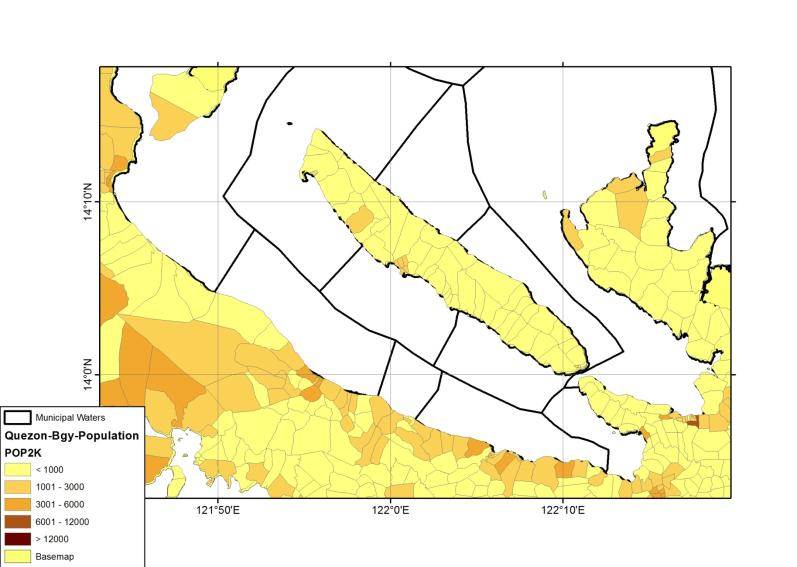 14°10'N
14°0'N
Municipal Waters
Quezon-Bgy-Population
POP2K
< 1000
1001 - 3000
3001 - 6000
6001 - 12000
> 12000
Basemap
121°50'E
122°0'E
122°10'E